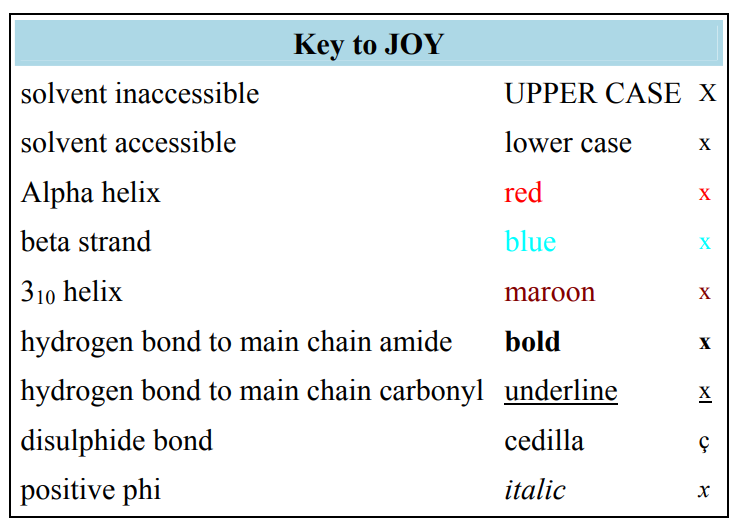 Key to JOY
solvent inaccessible UPPER CASE X
solvent accessible lower case x
Alpha helix red x
beta strand blue x
3₁₀ helix maroon x
hydrogen bond to main chain amide bold x
hydrogen bond to main chain carbonyl underline x
disulphide bond cedilla ç
positive phi italic x